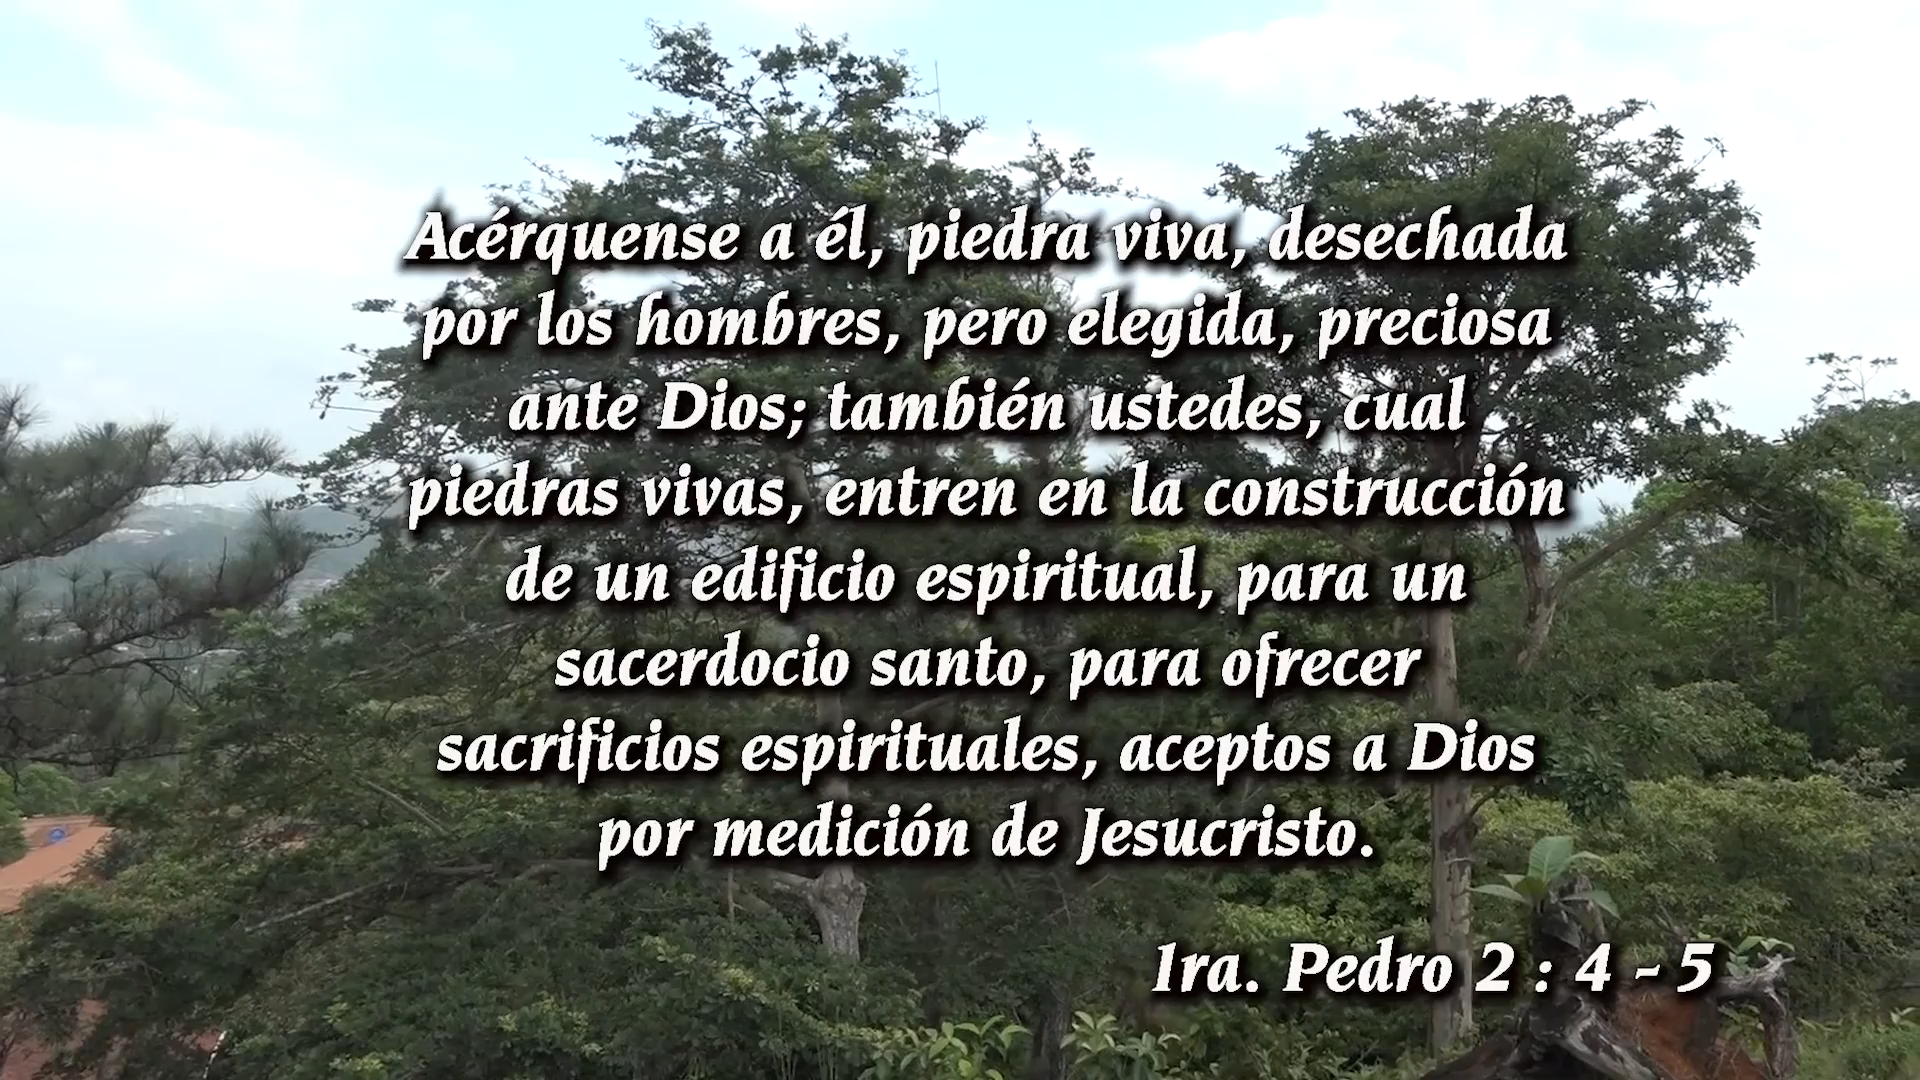 Acérquense a él, piedra viva, desechada
por los hombres, pero elegida, preciosa
ante Dios; también ustedes, cual
piedras vivas, entren en la construcción
de un edificio espiritual, para un
sacerdocio santo, para ofrecer
sacrificios espirituales, aceptos a Dios
por medición de Jesucristo.
1ra. Pedro 2 : 4 - 5